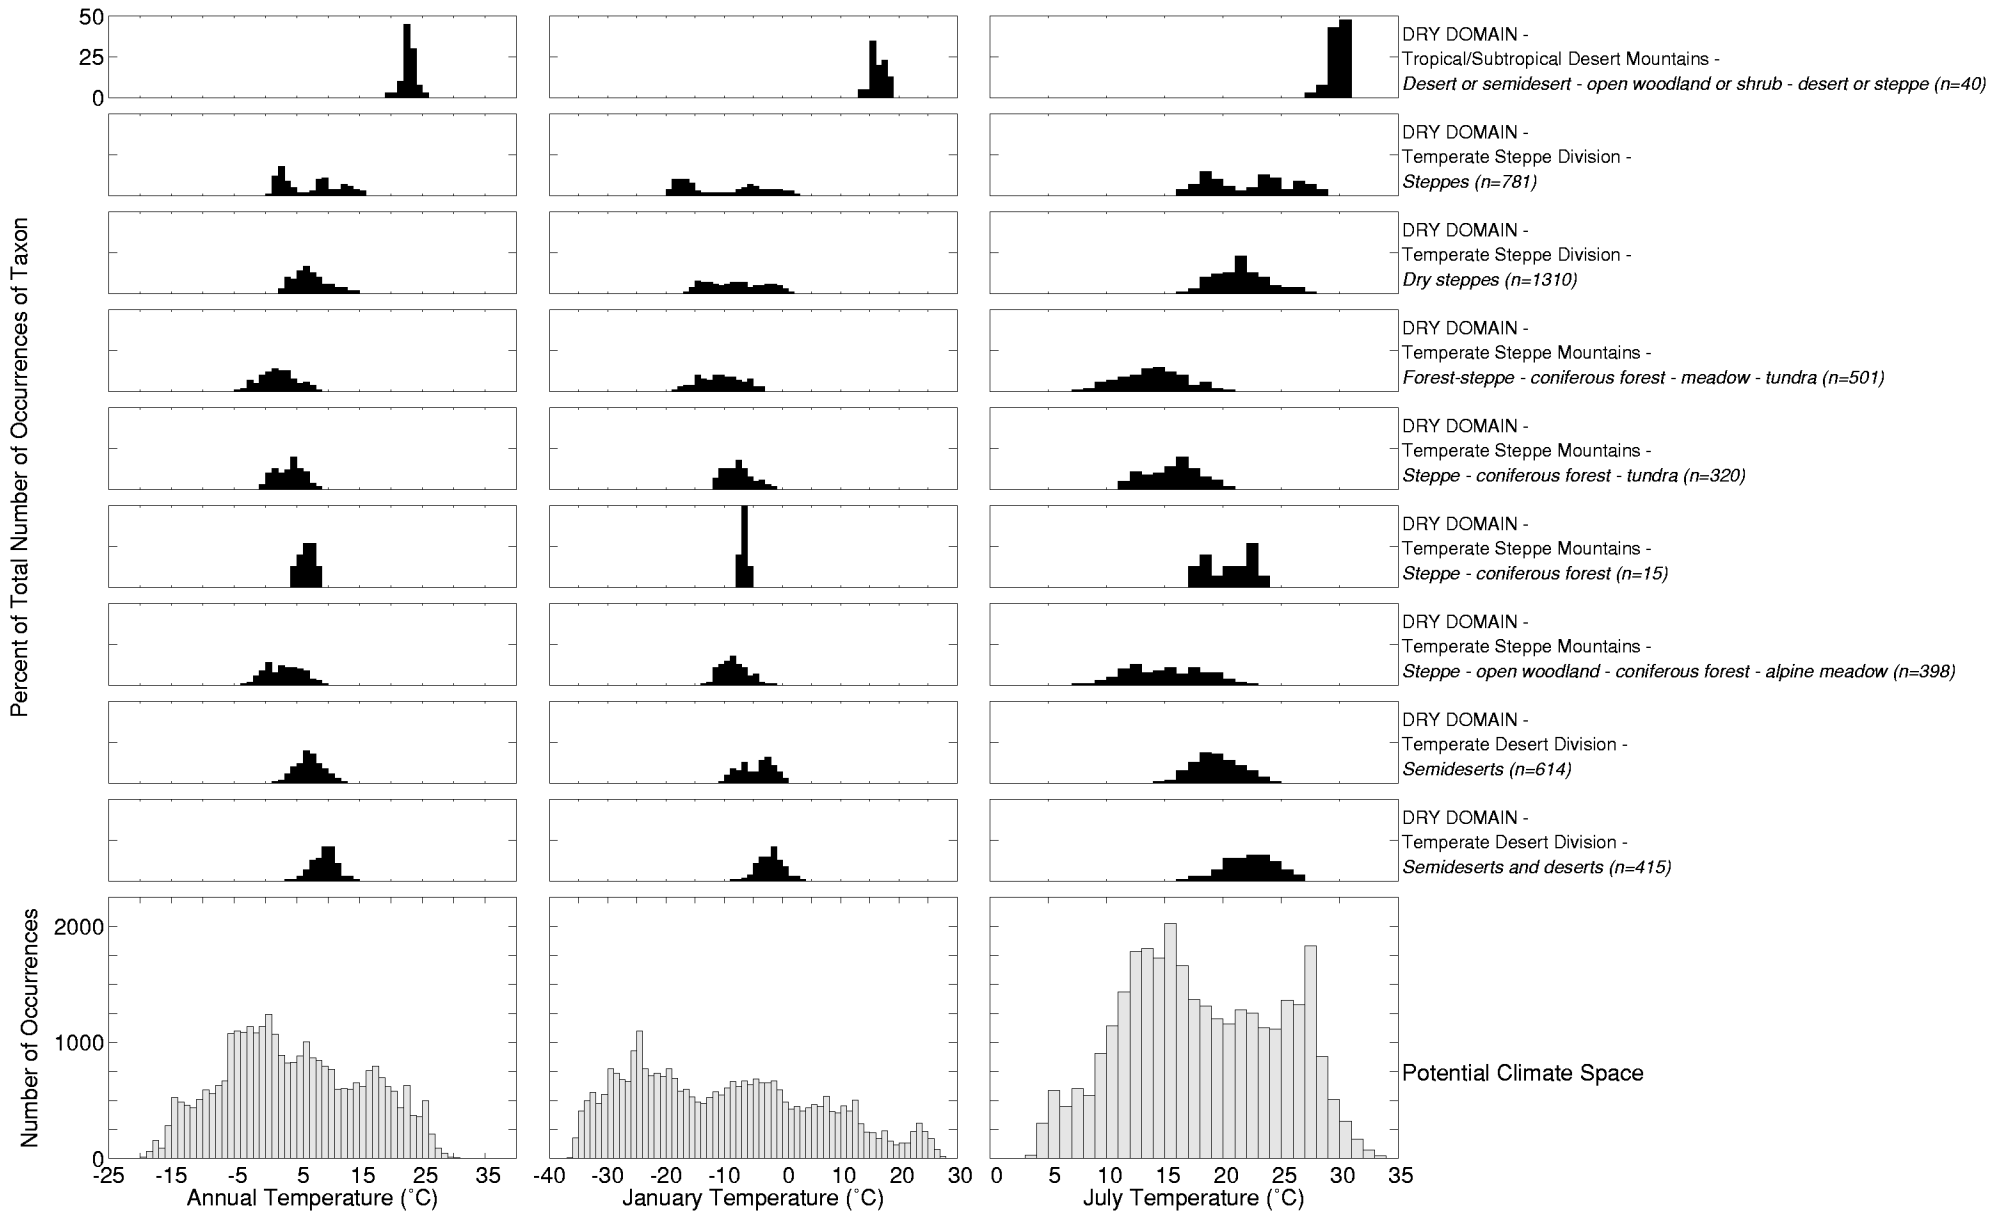 50
25
0
DRY DOMAIN -
Tropical/Subtropical Desert Mountains -
Desert or semidesert - open woodland or shrub - desert or steppe (n=40)
DRY DOMAIN -
Temperate Steppe Division -
Steppes (n=781)
DRY DOMAIN -
Temperate Steppe Division -
Dry steppes (n=1310)
DRY DOMAIN -
Temperate Steppe Mountains -
Forest-steppe - coniferous forest - meadow - tundra (n=501)
DRY DOMAIN -
Temperate Steppe Mountains -
Steppe - coniferous forest - tundra (n=320)
DRY DOMAIN -
Temperate Steppe Mountains -
Steppe - coniferous forest (n=15)
DRY DOMAIN -
Temperate Steppe Mountains -
Steppe - open woodland - coniferous forest - alpine meadow (n=398)
DRY DOMAIN -
Temperate Desert Division -
Semideserts (n=614)
DRY DOMAIN -
Temperate Desert Division -
Semideserts and deserts (n=415)
Percent of Total Number of Occurrences of Taxon
Number of Occurrences
2000
1000
0
Potential Climate Space
-25 -15 -5 5 15 25 35
Annual Temperature (˚C)
-40 -30 -20 -10 0 10 20 30
January Temperature (˚C)
0 5 10 15 20 25 30 35
July Temperature (˚C)